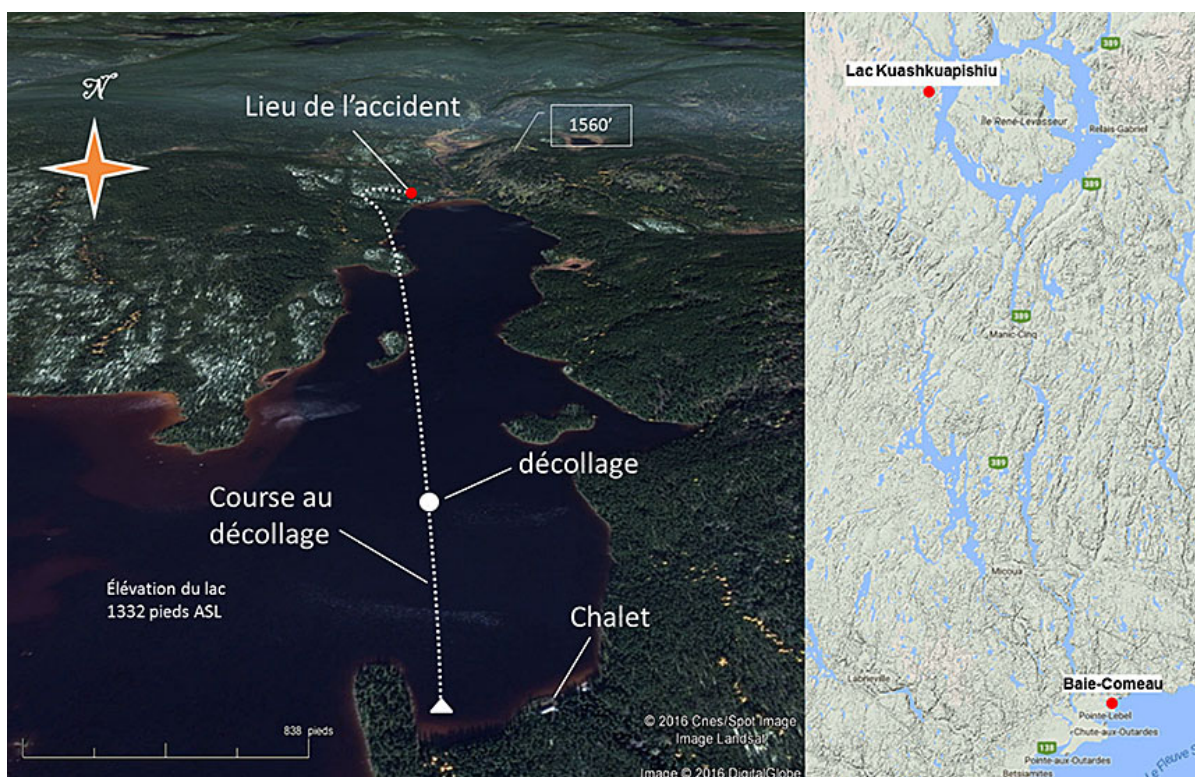 N
Lieu de l'accident
1560'
décollage
Course au
décollage
Élévation du lac
1332 pieds ASL
Chalet
838 pieds
© 2016 Cnes/Spot Image
Image Landsat
Image © 2016 DigitalGlobe
389
Lac Kuashkuapishiu
Île René-Levasseur
Relais-Gabriel
389
389
Manic-Cinq
389
Micoua
Labrieville
Baie-Comeau
Pointe-Lebel
Chute-aux-Outardes
138
Pointe-aux-Outardes
Betsiamites
Le Fleuve S